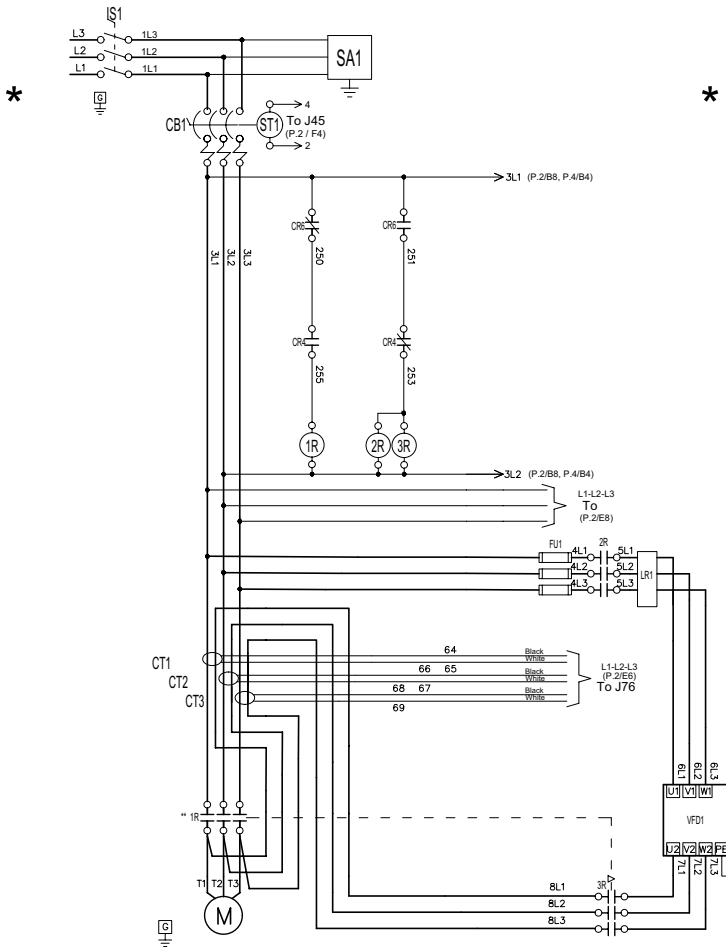 IS1
L3 1L3
L2 1L2
L1 1L1
SA1
*
*
G
CB1
ST1
4
To J45
(P.2 / F4)
2
3L1 (P.2/B8, P.4/B4)
CR6
CR6
3L1
3L2
3L3
250
251
CR4
CR4
255
253
1R
2R
3R
3L2 (P.2/B8, P.4/B4)
L1-L2-L3
To
(P.2/E8)
FU1
2R
4L1
5L1
4L2
5L2
4L3
5L3
LR1
CT1
CT2
CT3
64
Black
White
66 65
Black
White
68 67
Black
White
69
L1-L2-L3
(P.2/E6)
To J76
6L1
6L2
6L3
U1 V1 W1
VFD1
U2 V2 W2 PE
7L1
7L2
7L3
** 1R
T1 T2 T3
M
G
3R
8L1
8L2
8L3